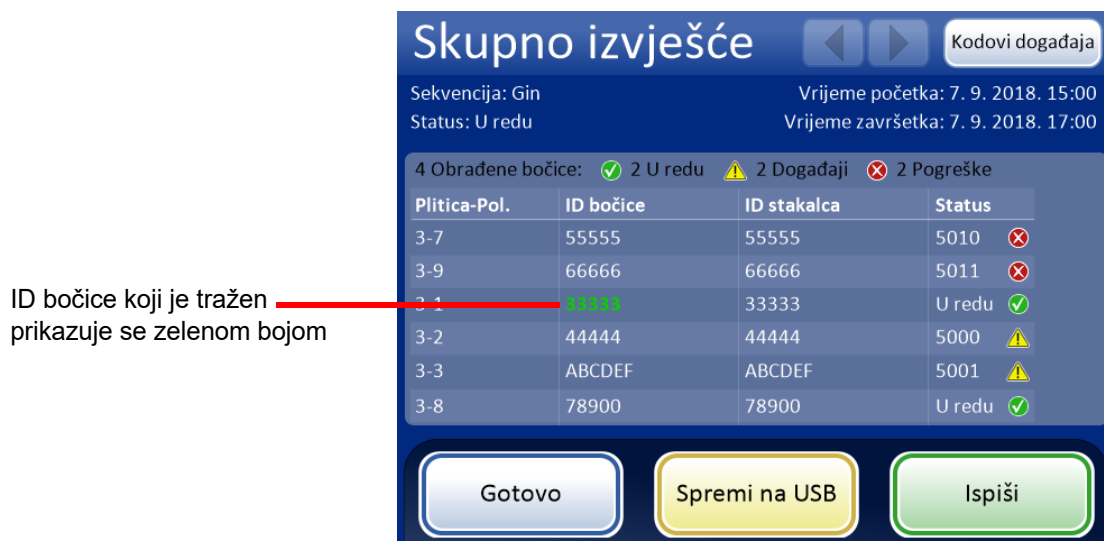 Skupno izvješće
Kodovi događaja
Sekvencija: Gin
Vrijeme početka: 7. 9. 2018. 15:00
Status: U redu
Vrijeme završetka: 7. 9. 2018. 17:00
4 Obrađene bočice: 2 U redu 2 Događaji 2 Pogreške
Plitica-Pol. ID bočice ID stakalca Status
3-7 55555 55555 5010
3-9 66666 66666 5011
3-1 33333 33333 U redu
3-2 44444 44444 5000
3-3 ABCDEF ABCDEF 5001
3-8 78900 78900 U redu
Gotovo
Spremi na USB
Ispiši
ID bočice koji je tražen
prikazuje se zelenom bojom